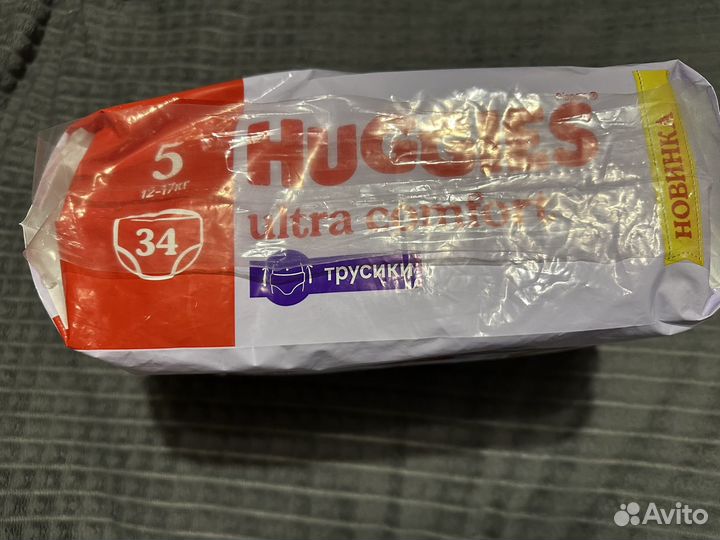 5
12-17кг
34
HUGGIES
ultra comfort
трусики
НОВИНКА
Avito